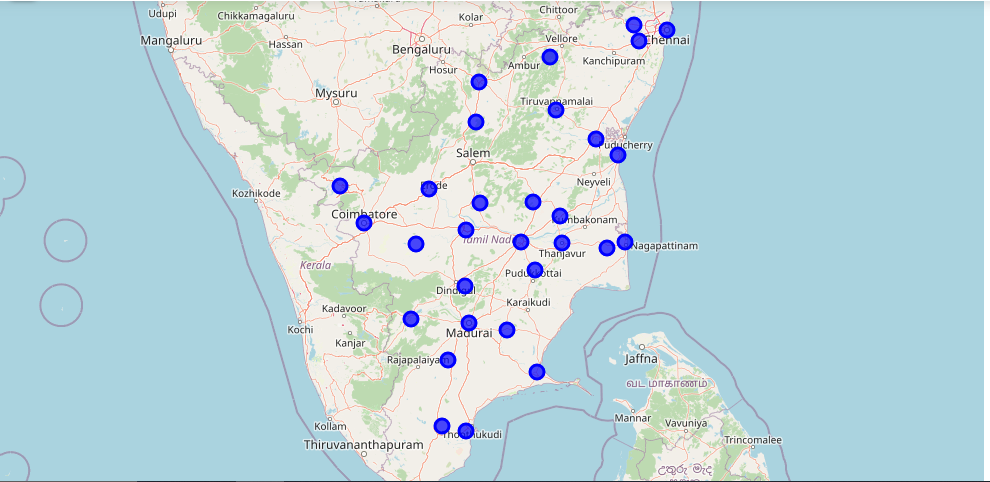 Udupi
Chikkamagaluru
Kolar
Chittoor
Mangaluru
Hassan
Bengaluru
Vellore
Chennai
Hosur
Ambur
Kanchipuram
Mysuru
Tiruvannamalai
Puducherry
Salem
Neyveli
Kozhikode
Erode
Coimbatore
Kumbakonam
Tamil Nadu
Nagapattinam
Thanjavur
Kerala
Pudukkottai
Dindigul
Kadavoor
Karaikudi
Kochi
Madurai
Kanjar
Rajapalaiyam
Jaffna
வட மாகாணம்
Mannar
Kollam
Vavuniya
Thoothukudi
Thiruvananthapuram
Trincomalee
උතුරු මැද